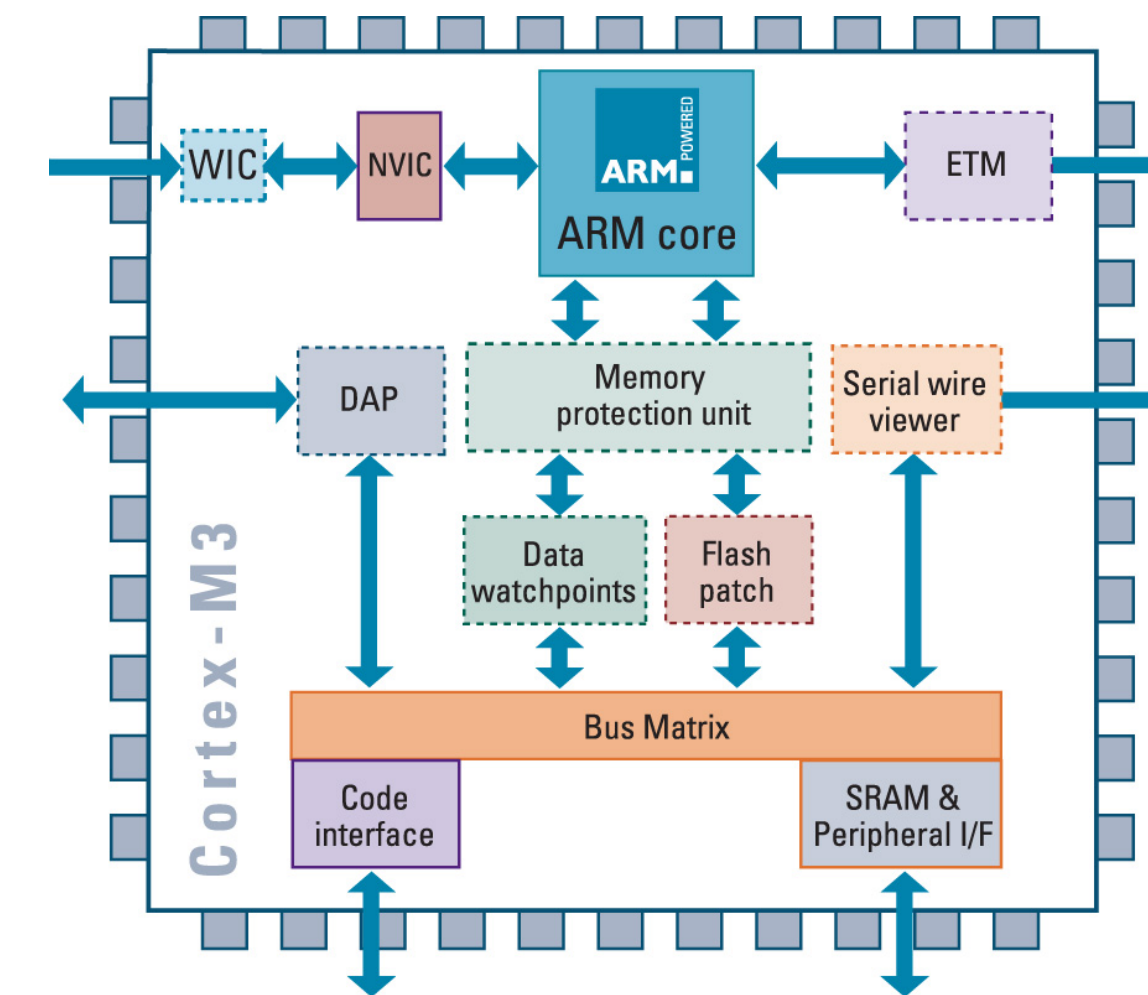 WIC
NVIC
ARM
POWERED
ARM core
ETM
DAP
Memory
protection unit
Serial wire
viewer
Data
watchpoints
Flash
patch
Cortex-M3
Bus Matrix
Code
interface
SRAM &
Peripheral I/F